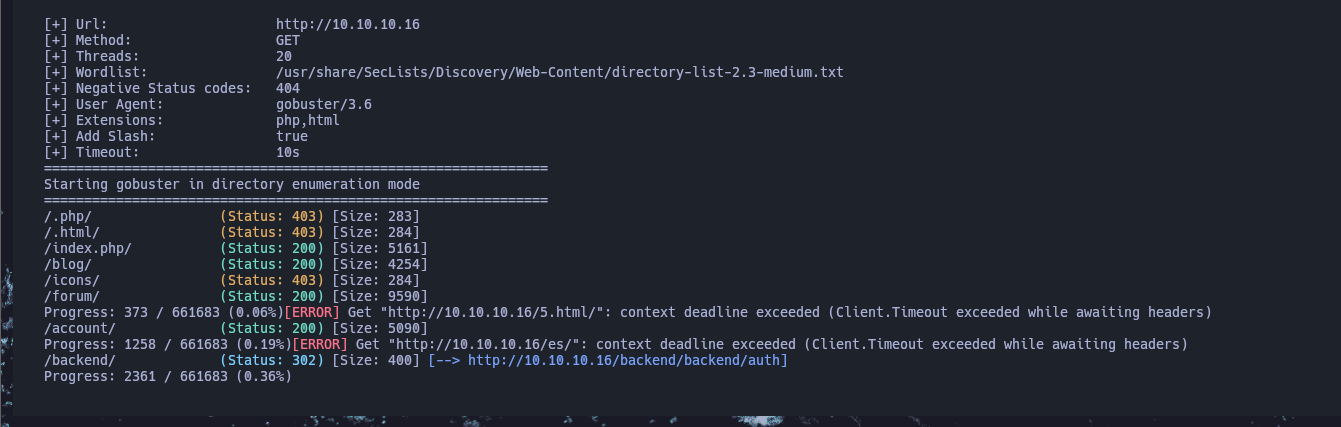 [+] Url: http://10.10.10.16
[+] Method: GET
[+] Threads: 20
[+] Wordlist: /usr/share/SecLists/Discovery/Web-Content/directory-list-2.3-medium.txt
[+] Negative Status codes: 404
[+] User Agent: gobuster/3.6
[+] Extensions: php,html
[+] Add Slash: true
[+] Timeout: 10s
===============================================================
Starting gobuster in directory enumeration mode
===============================================================
/.php/ (Status: 403) [Size: 283]
/.html/ (Status: 403) [Size: 284]
/index.php/ (Status: 200) [Size: 5161]
/blog/ (Status: 200) [Size: 4254]
/icons/ (Status: 403) [Size: 284]
/forum/ (Status: 200) [Size: 9590]
Progress: 373 / 661683 (0.06%)[ERROR] Get "http://10.10.10.16/5.html/": context deadline exceeded (Client.Timeout exceeded while awaiting headers)
/account/ (Status: 200) [Size: 5090]
Progress: 1258 / 661683 (0.19%)[ERROR] Get "http://10.10.10.16/es/": context deadline exceeded (Client.Timeout exceeded while awaiting headers)
/backend/ (Status: 302) [Size: 400] [--> http://10.10.10.16/backend/backend/auth]
Progress: 2361 / 661683 (0.36%)